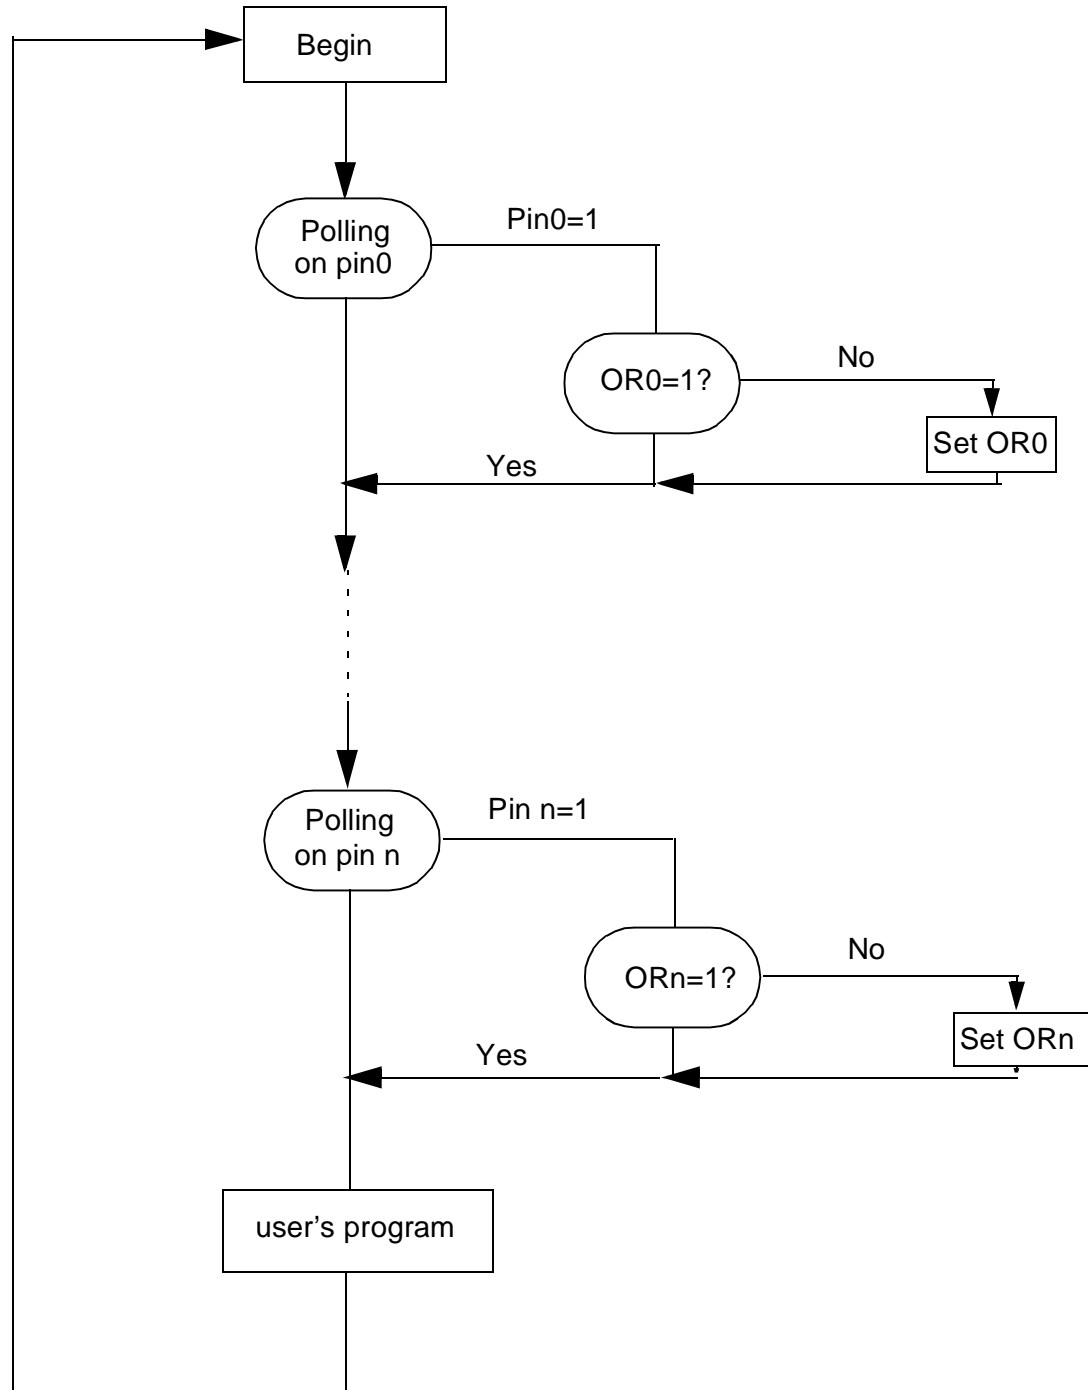 Begin
Polling
on pin0
Pin0=1
OR0=1?
No
Set OR0
Yes
Polling
on pin n
Pin n=1
ORn=1?
No
Set ORn
Yes
user's program